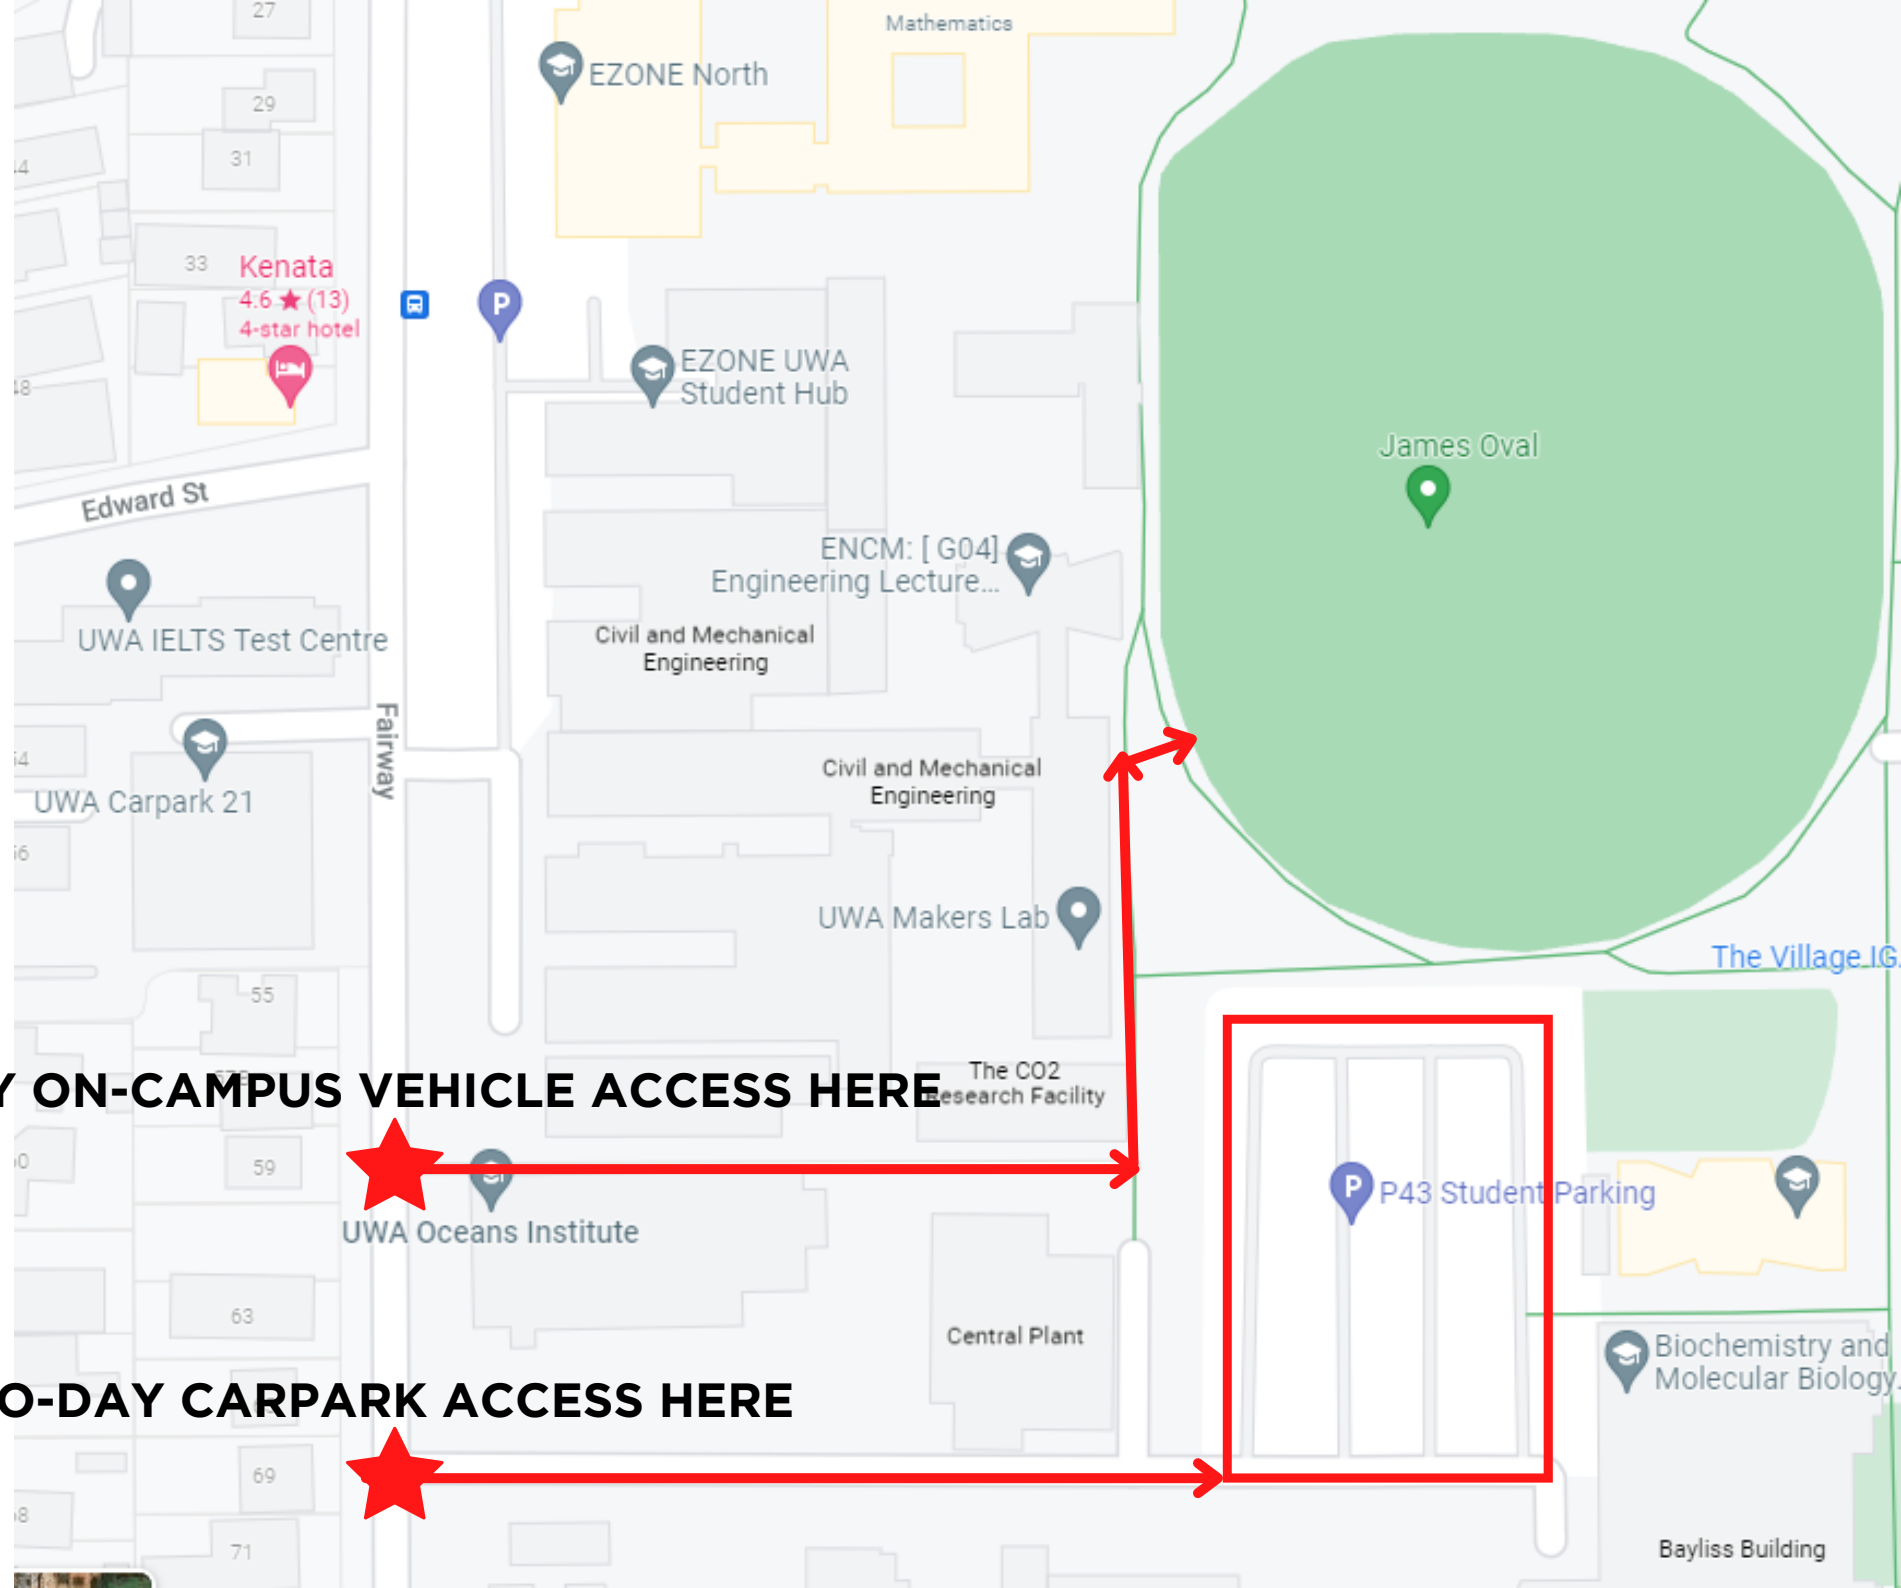 27
Mathematics
EZONE North
29
31
33
Kenata
4.6 ★ (13)
4-star hotel
P
EZONE UWA
Student Hub
48
James Oval
Edward St
ENCM: [ G04]
Engineering Lecture...
UWA IELTS Test Centre
Civil and Mechanical
Engineering
Fairway
UWA Carpark 21
Civil and Mechanical
Engineering
UWA Makers Lab
The Village IG
55
The CO2
Research Facility
Y ON-CAMPUS VEHICLE ACCESS HERE
59
P P43 Student Parking
UWA Oceans Institute
63
Central Plant
Biochemistry and
Molecular Biology
O-DAY CARPARK ACCESS HERE
69
71
Bayliss Building